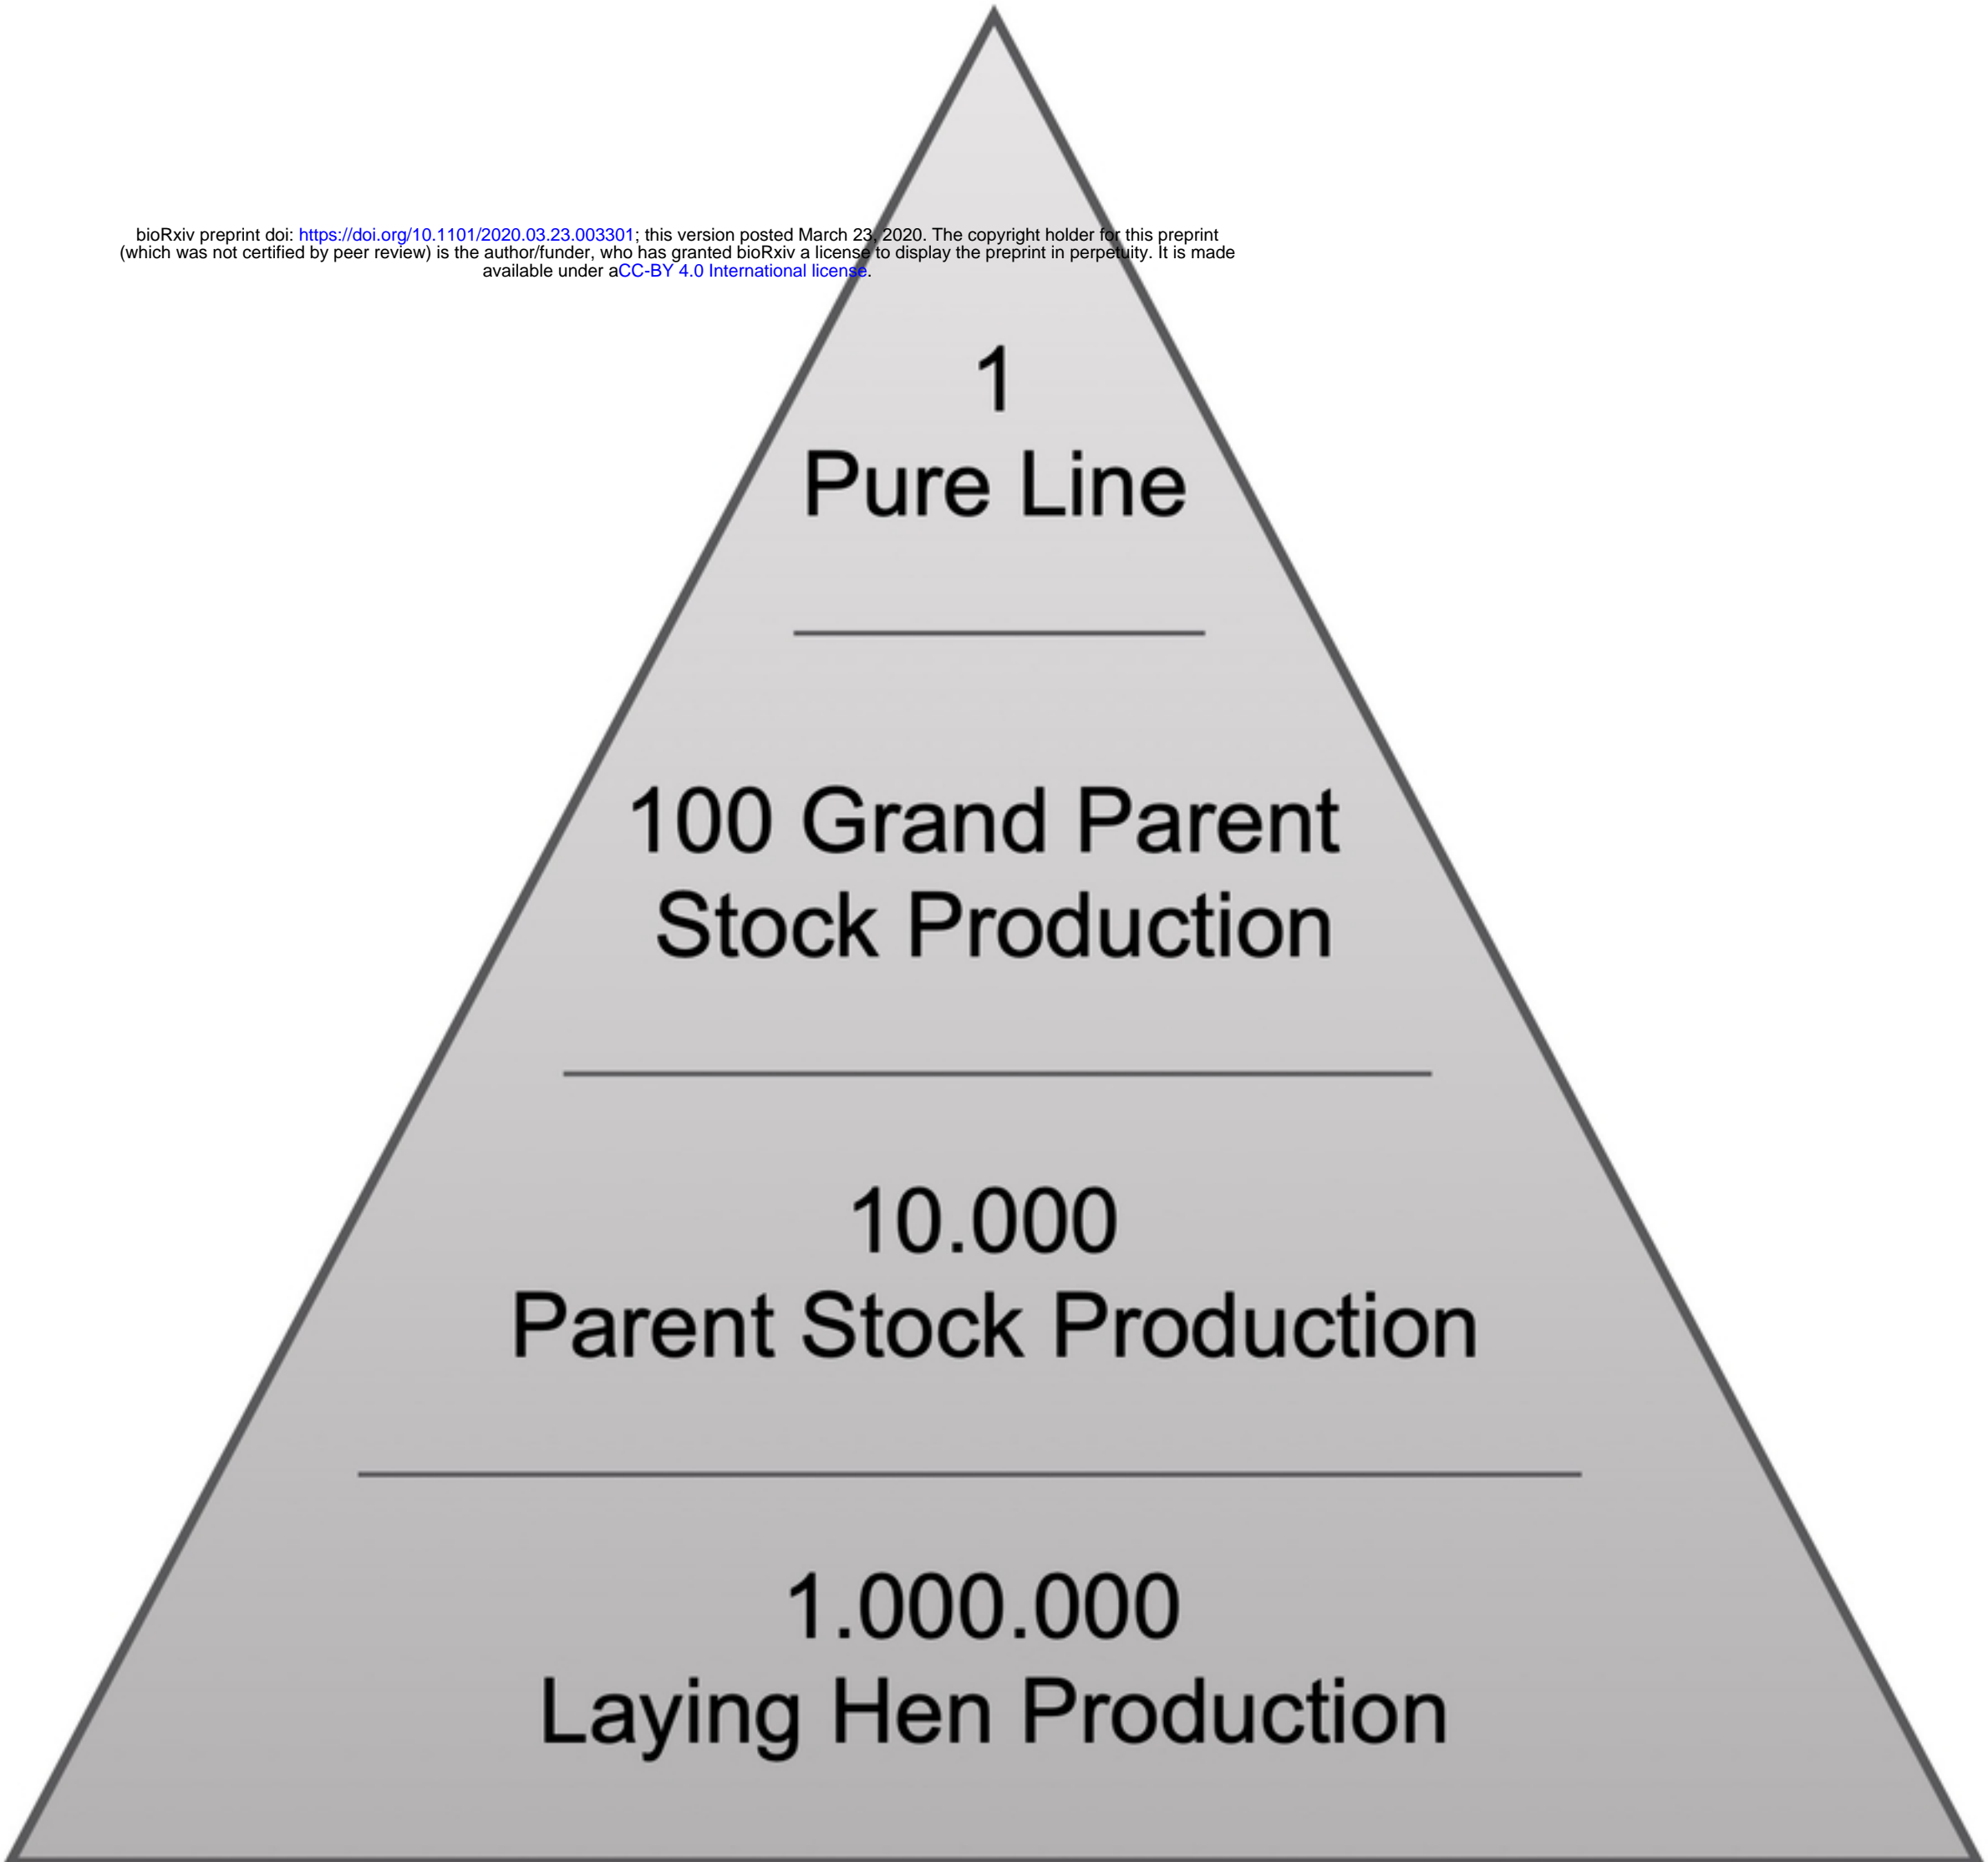 bioRxiv preprint doi: https://doi.org/10.1101/2020.03.23.003301; this version posted March 23, 2020. The copyright holder for this preprint
(which was not certified by peer review) is the author/funder, who has granted bioRxiv a license to display the preprint in perpetuity. It is made
available under aCC-BY 4.0 International license.
1
Pure Line
100 Grand Parent
Stock Production
10.000
Parent Stock Production
1.000.000
Laying Hen Production